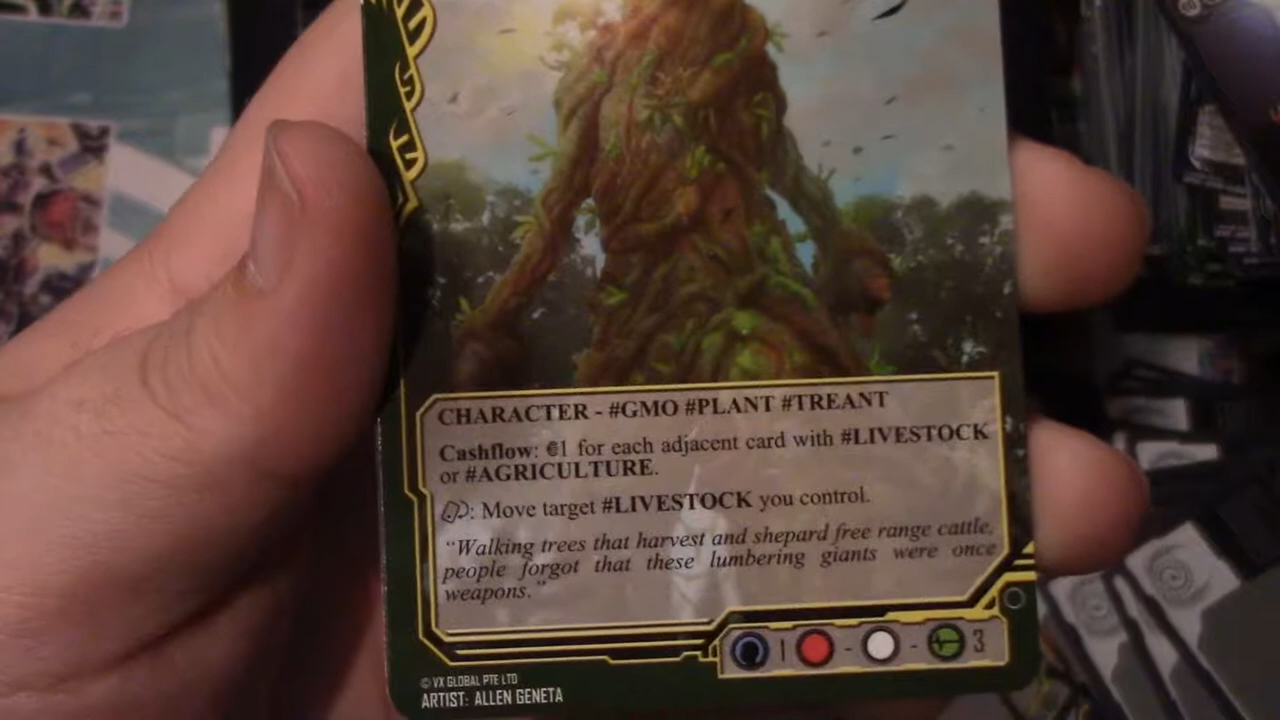 CHARACTER - #GMO #PLANT #TREANT
Cashflow: €1 for each adjacent card with #LIVESTOCK
or #AGRICULTURE.
: Move target #LIVESTOCK you control.
“Walking trees that harvest and shepard free range cattle,
people forgot that these lumbering giants were once
weapons.”
1 - - 3
© VX GLOBAL PTE LTD
ARTIST: ALLEN GENETA